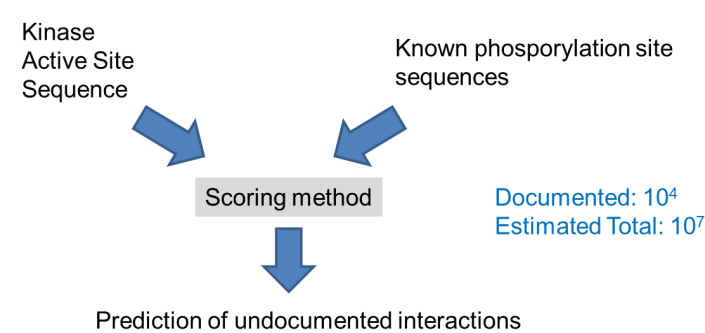 Kinase
Active Site
Sequence
Known phosporylation site
sequences
Scoring method
Documented: 10⁴
Estimated Total: 10⁷
Prediction of undocumented interactions